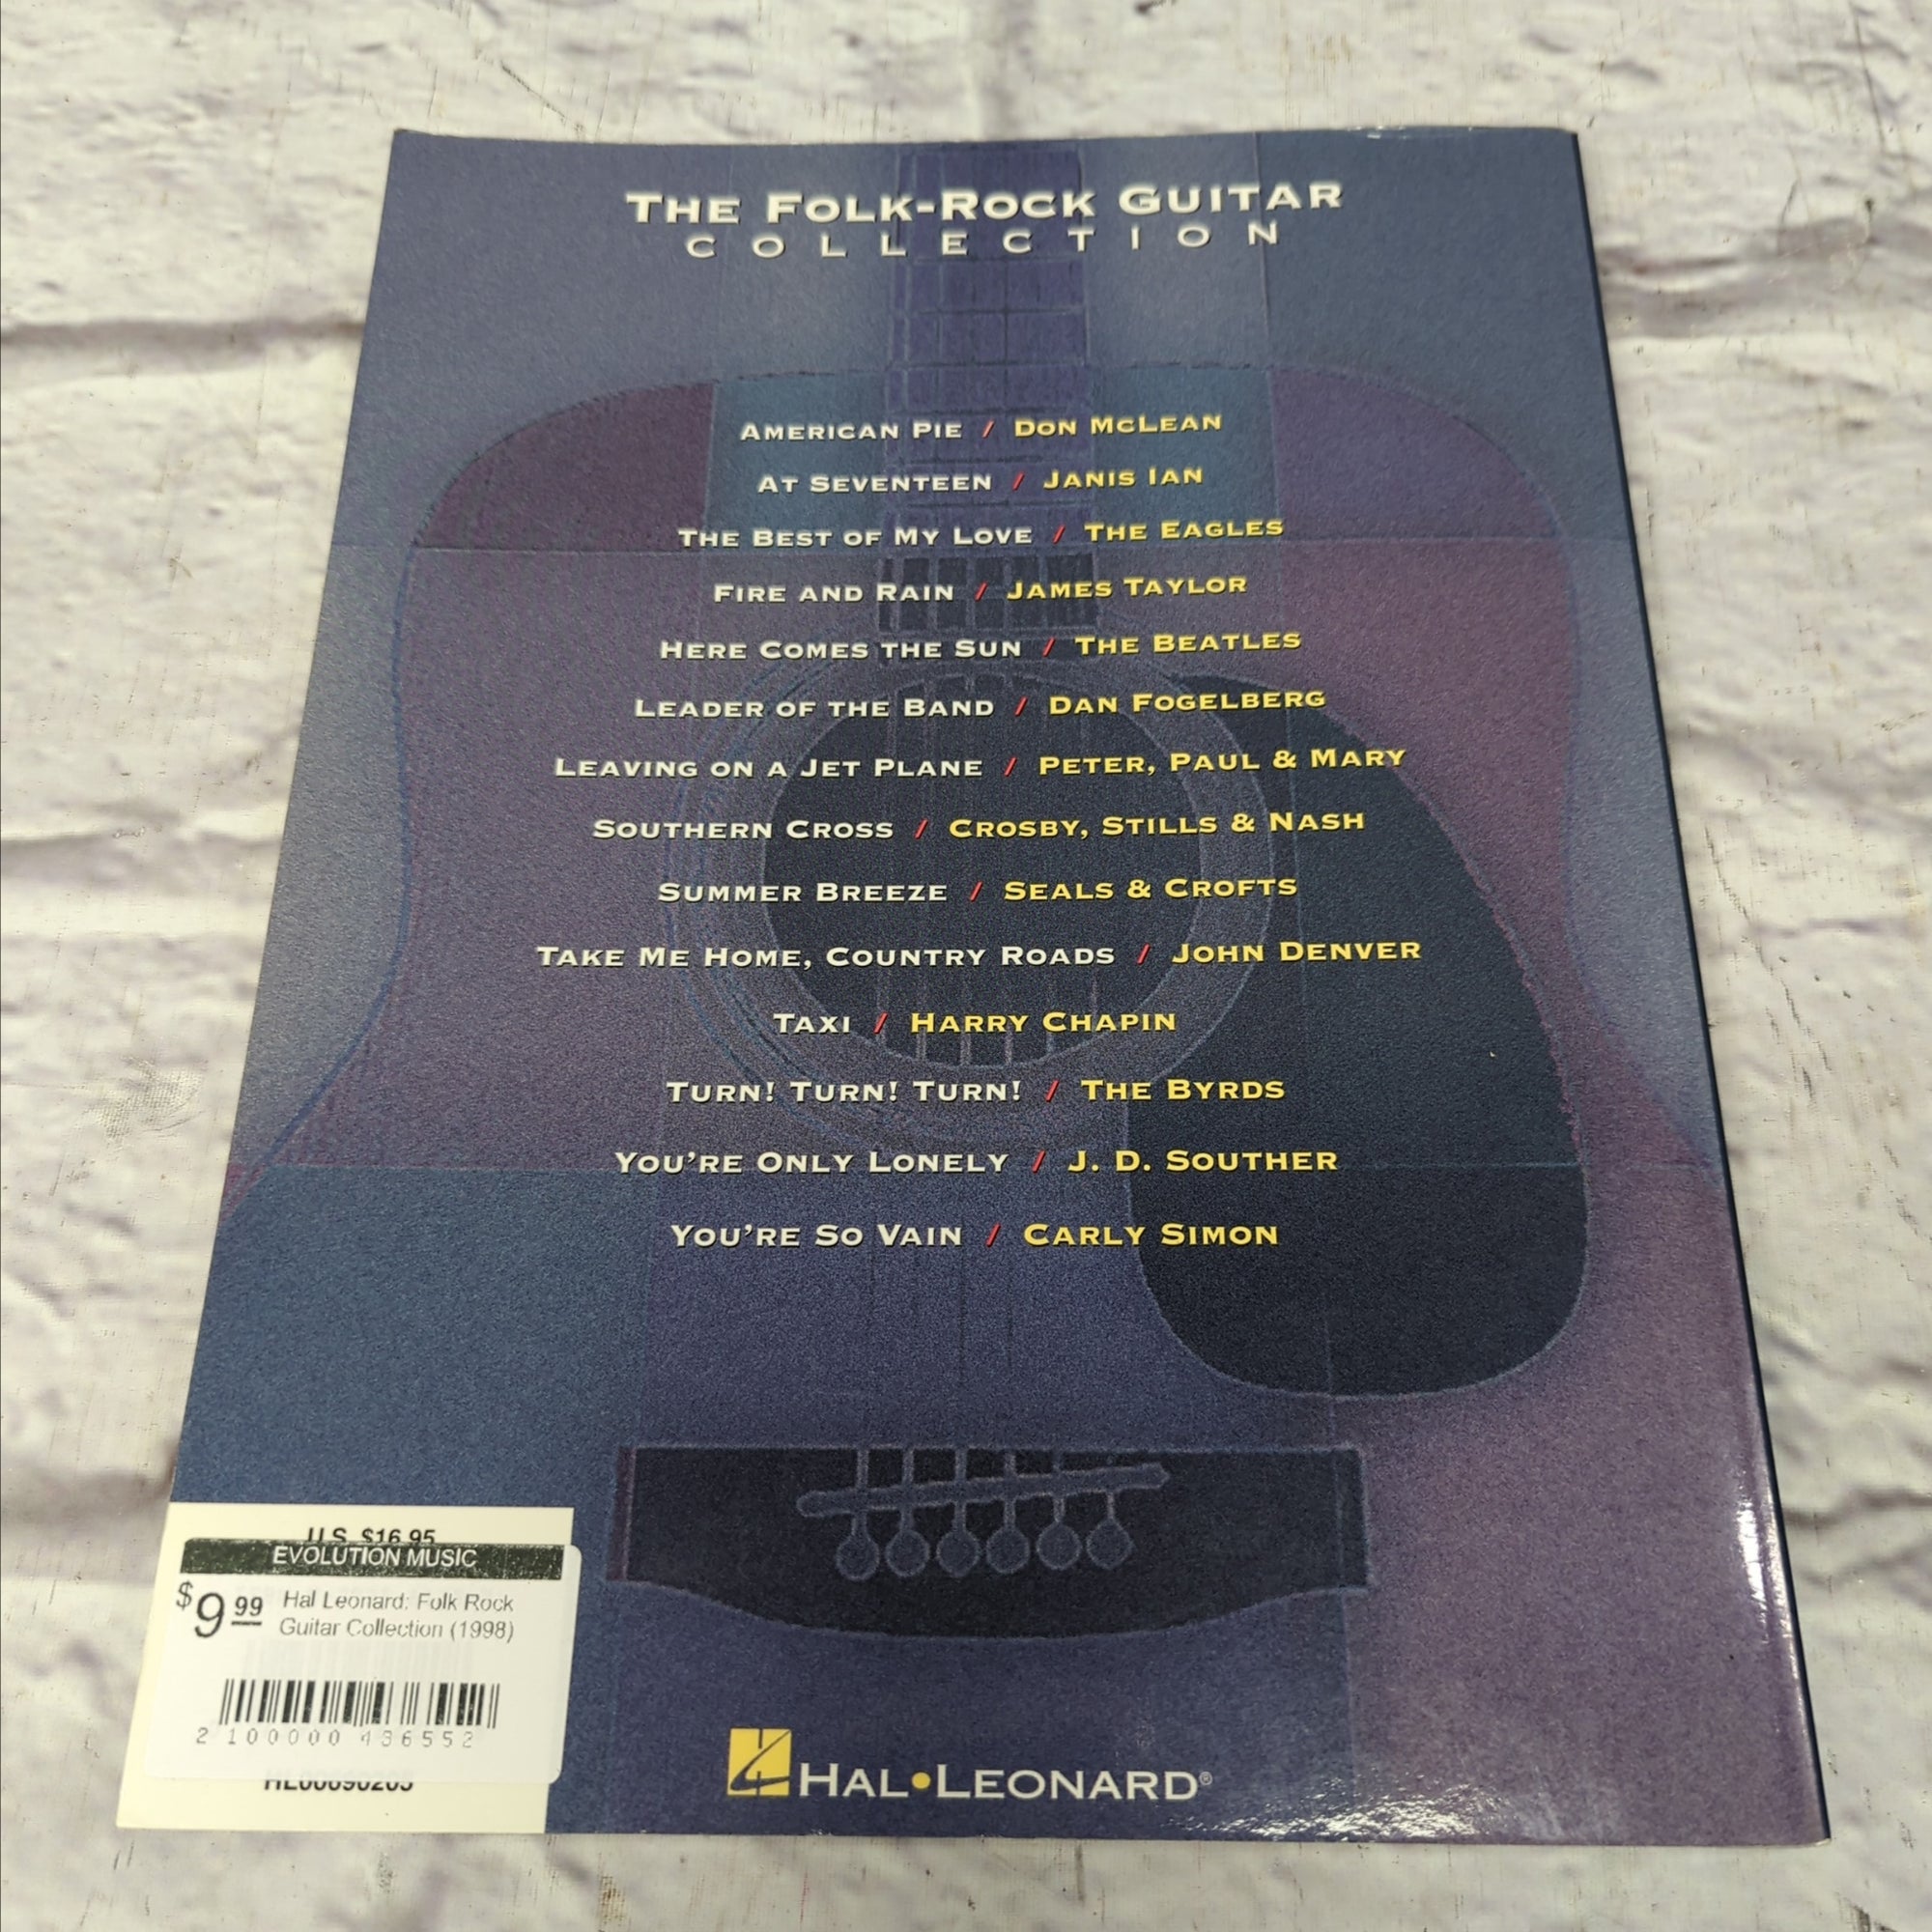 THE FOLK-ROCK GUITAR
COLLECTION
AMERICAN PIE / DON MCLEAN
AT SEVENTEEN / JANIS IAN
THE BEST OF MY LOVE / THE EAGLES
FIRE AND RAIN / JAMES TAYLOR
HERE COMES THE SUN / THE BEATLES
LEADER OF THE BAND / DAN FOGELBERG
LEAVING ON A JET PLANE / PETER, PAUL & MARY
SOUTHERN CROSS / CROSBY, STILLS & NASH
SUMMER BREEZE / SEALS & CROFTS
TAKE ME HOME, COUNTRY ROADS / JOHN DENVER
TAXI / HARRY CHAPIN
TURN! TURN! TURN! / THE BYRDS
YOU'RE ONLY LONELY / J. D. SOUTHER
YOU'RE SO VAIN / CARLY SIMON
U.S. $16.95
EVOLUTION MUSIC
$9.99 Hal Leonard: Folk Rock
Guitar Collection (1998)
2 100000 436552
HAL•LEONARD®